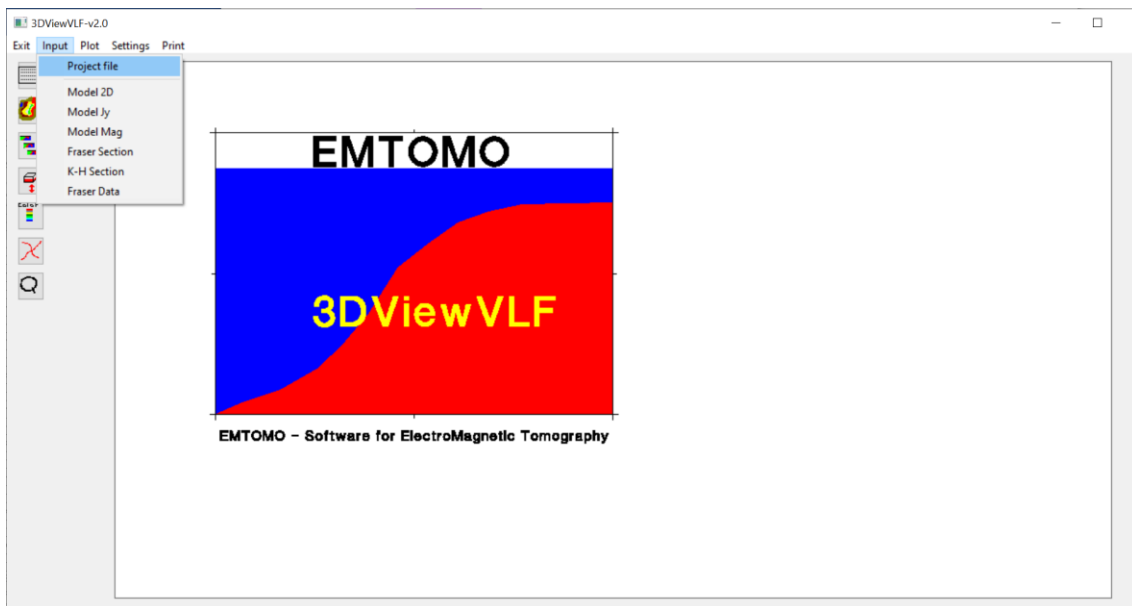 3DViewVLF-v2.0
Exit Input Plot Settings Print
Project file
Model 2D
Model Jy
Model Mag
Fraser Section
K-H Section
Fraser Data
EMTOMO
3DViewVLF
EMTOMO - Software for ElectroMagnetic Tomography